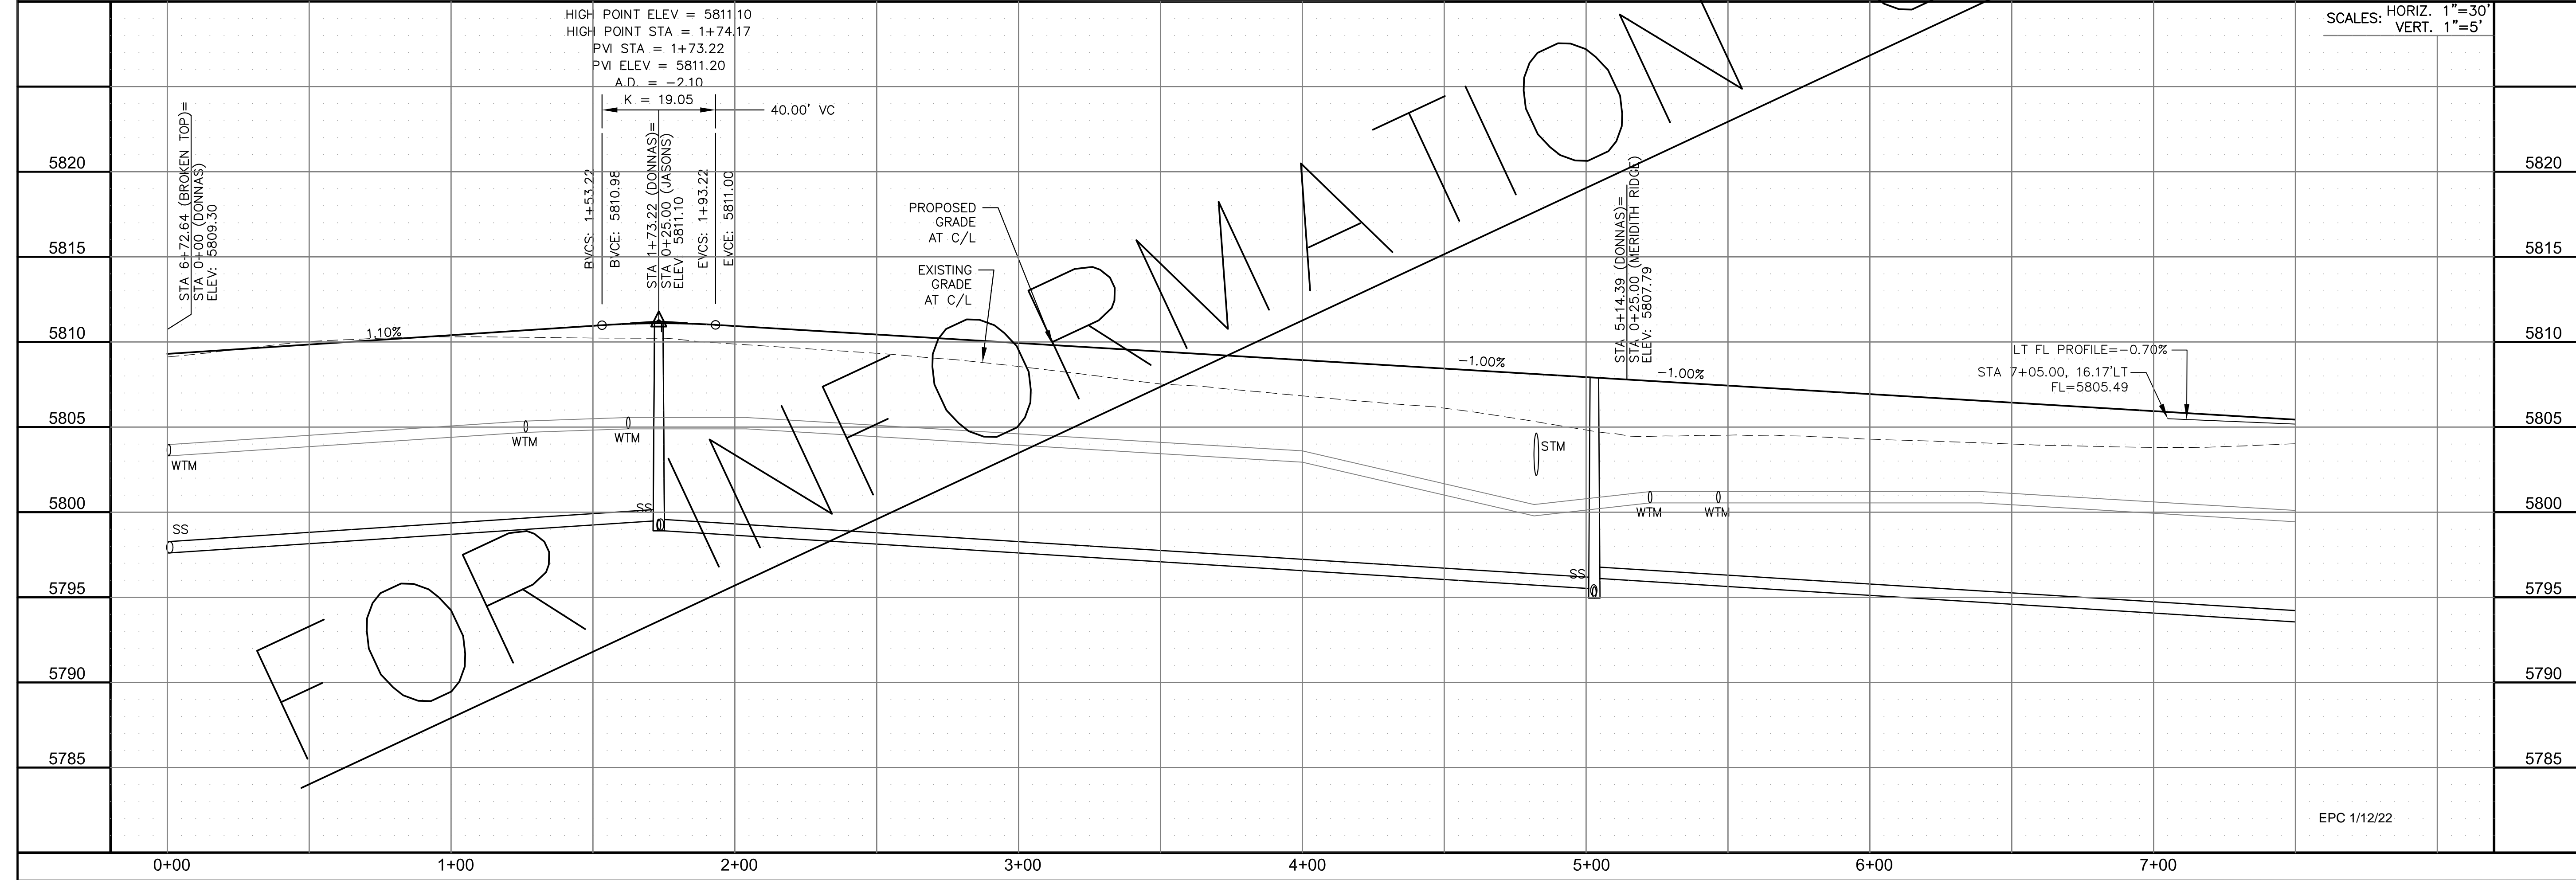 HIGH POINT ELEV = 5811.10
HIGH POINT STA = 1+74.17
PVI STA = 1+73.22
PVI ELEV = 5811.20
A.D. = -2.10
K = 19.05
40.00' VC
SCALES: HORIZ. 1"=30'
VERT. 1"=5'
STA 6+72.64 (BROKEN TOP)=
STA 0+00 (DONNAS)
ELEV: 5809.30
BVCS: 1+53.22
BVCE: 5810.98
STA 1+73.22 (DONNAS)=
STA 0+25.00 (JASONS)
ELEV: 5811.10
EVCS: 1+93.22
EVCE: 5811.00
PROPOSED
GRADE
AT C/L
EXISTING
GRADE
AT C/L
STA 5+14.39 (DONNAS)=
STA 0+25.00 (MERIDITH RIDGE)
ELEV: 5807.79
1.10%
-1.00%
-1.00%
LT FL PROFILE=-0.70%
STA 7+05.00, 16.17'LT
FL=5805.49
WTM
WTM
WTM
STM
WTM
WTM
SS
SS
SS
FOR INFORMATION
5820
5815
5810
5805
5800
5795
5790
5785
5820
5815
5810
5805
5800
5795
5790
5785
EPC 1/12/22
0+00
1+00
2+00
3+00
4+00
5+00
6+00
7+00